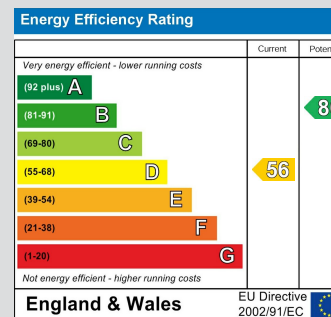 Energy Efficiency Rating
Current
Very energy efficient - lower running costs
(92 plus) A
(81-91) B
(69-80) C
(55-68) D
56
(39-54) E
(21-38) F
(1-20) G
Not energy efficient - higher running costs
England & Wales
EU Directive
2002/91/EC